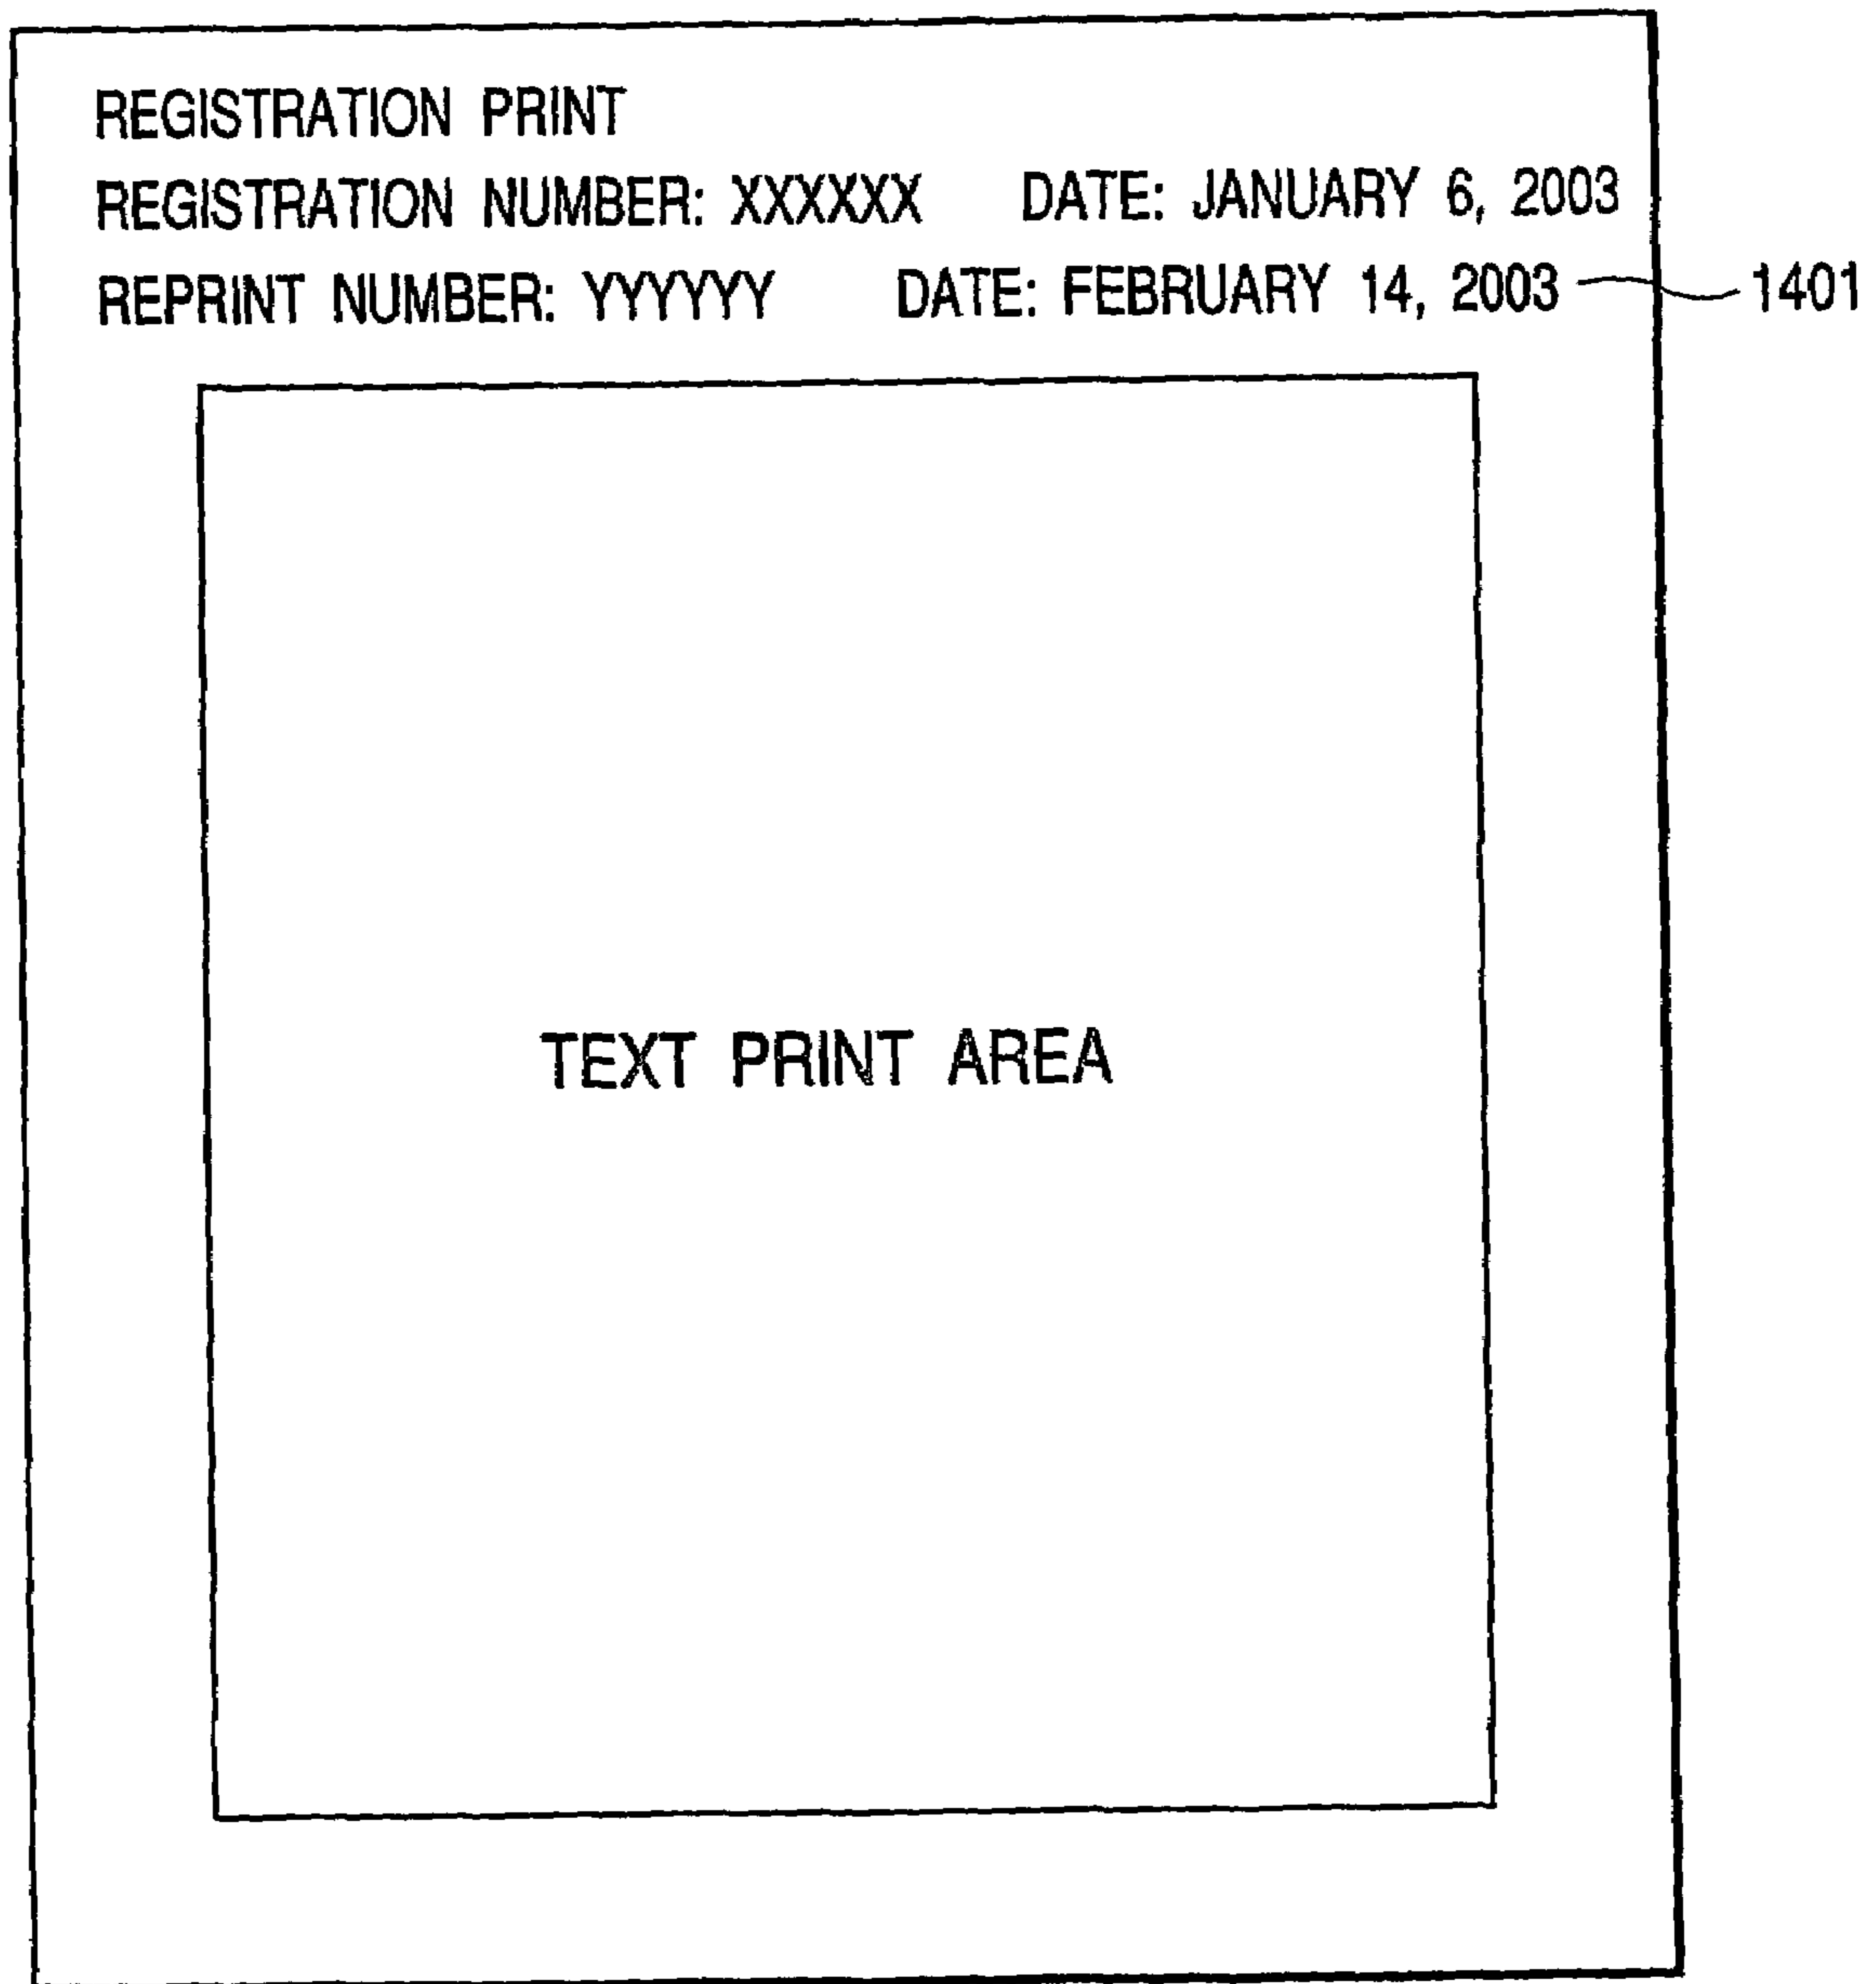 REGISTRATION PRINT
REGISTRATION NUMBER: XXXXXX DATE: JANUARY 6, 2003
REPRINT NUMBER: YYYYYY DATE: FEBRUARY 14, 2003 1401
TEXT PRINT AREA